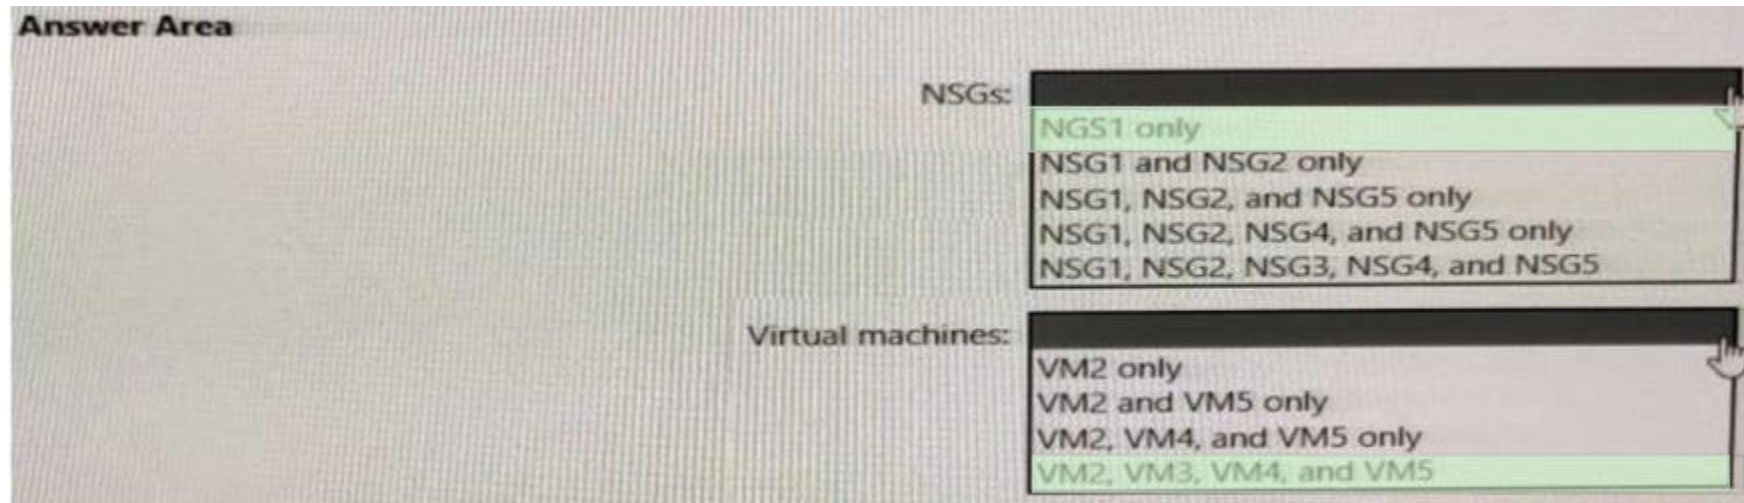 Answer Area
NSGs:
NGS1 only
NSG1 and NSG2 only
NSG1, NSG2, and NSG5 only
NSG1, NSG2, NSG4, and NSG5 only
NSG1, NSG2, NSG3, NSG4, and NSG5
Virtual machines:
VM2 only
VM2 and VM5 only
VM2, VM4, and VM5 only
VM2, VM3, VM4, and VM5